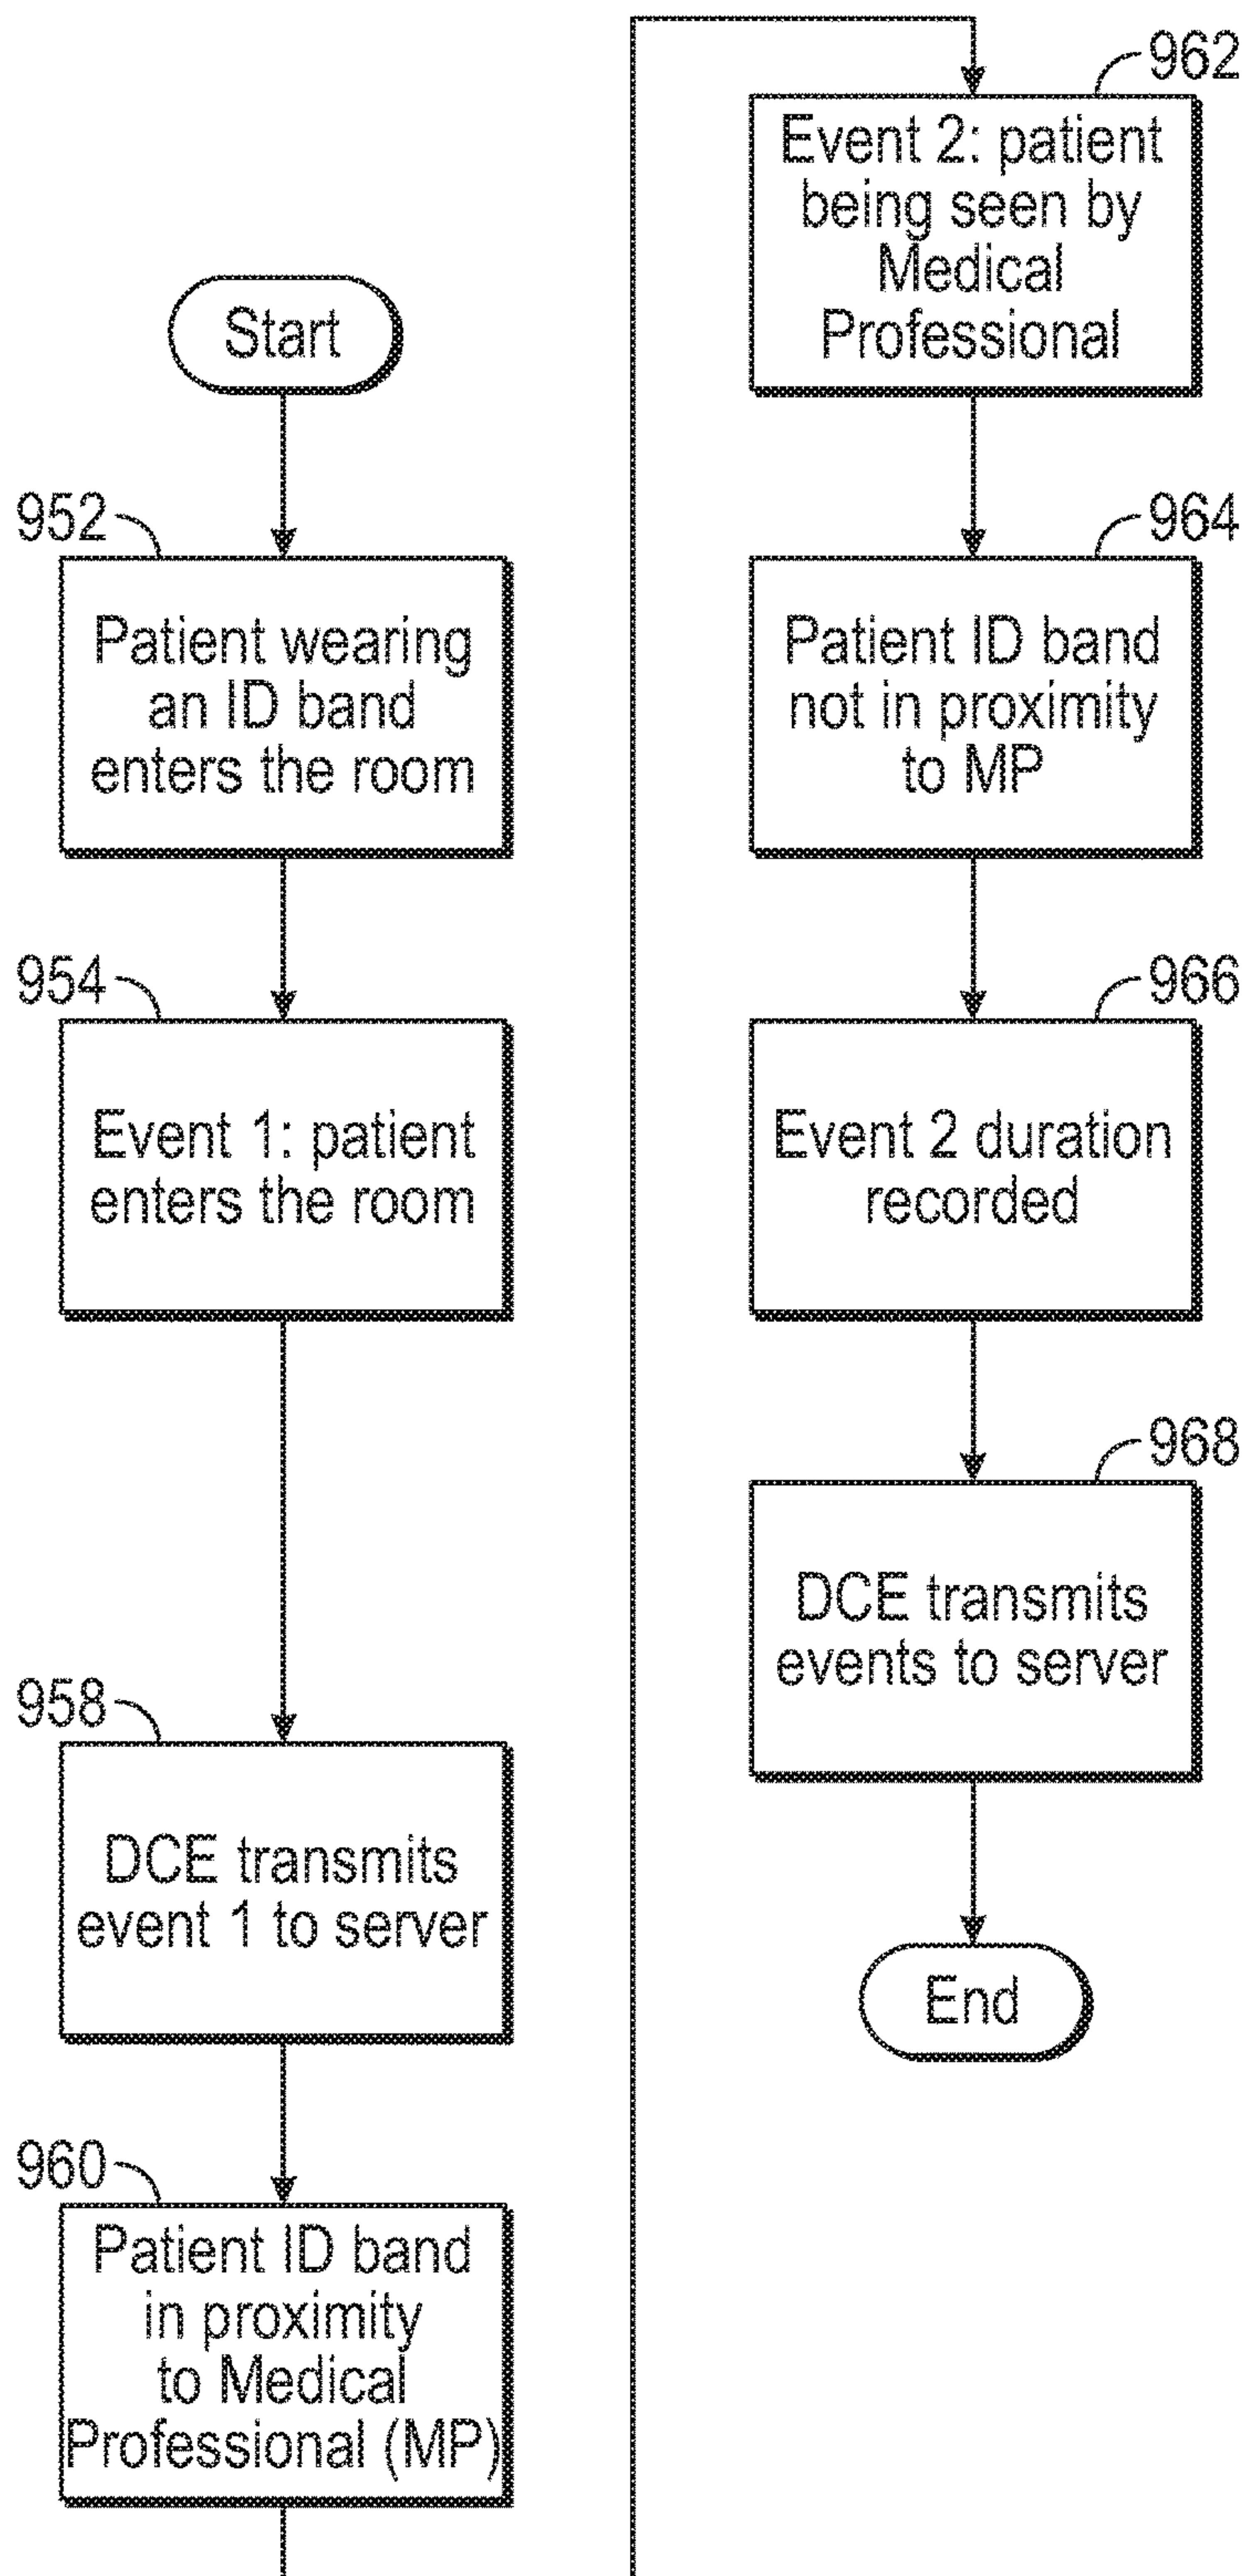 Start
952
Patient wearing
an ID band
enters the room
954
Event 1: patient
enters the room
958
DCE transmits
event 1 to server
960
Patient ID band
in proximity
to Medical
Professional (MP)
962
Event 2: patient
being seen by
Medical
Professional
964
Patient ID band
not in proximity
to MP
966
Event 2 duration
recorded
968
DCE transmits
events to server
End